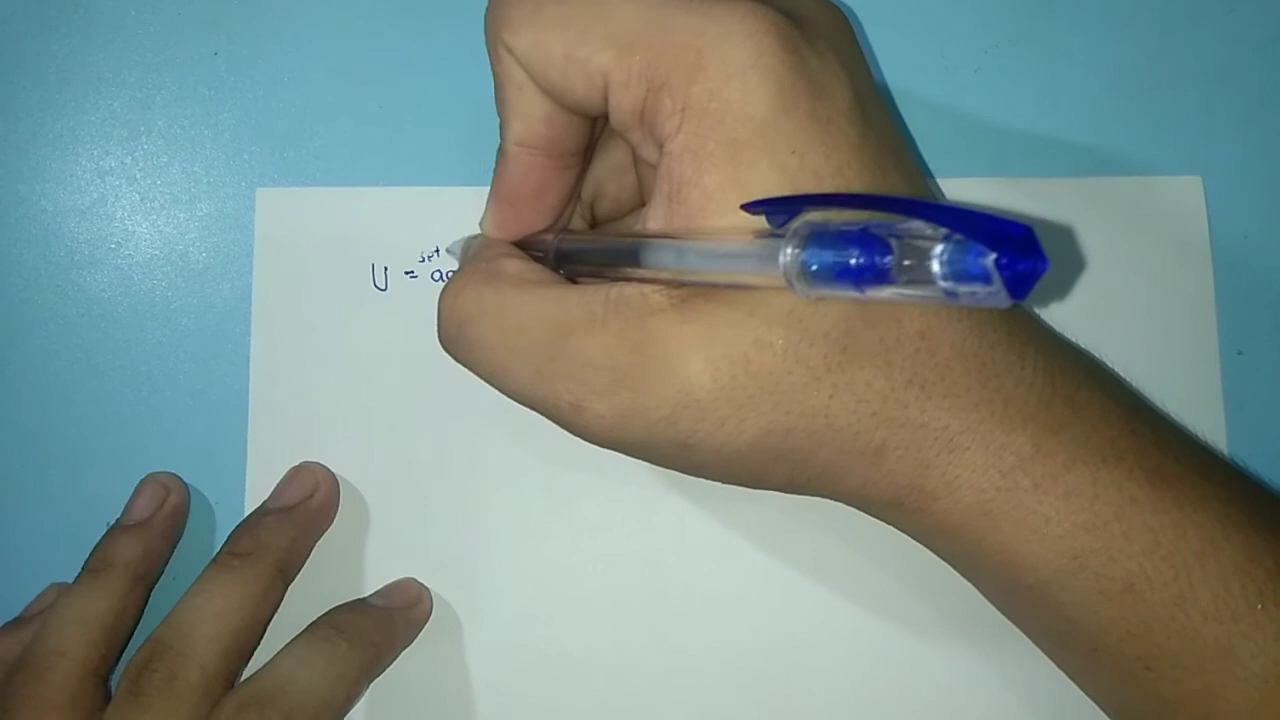 set
U = a